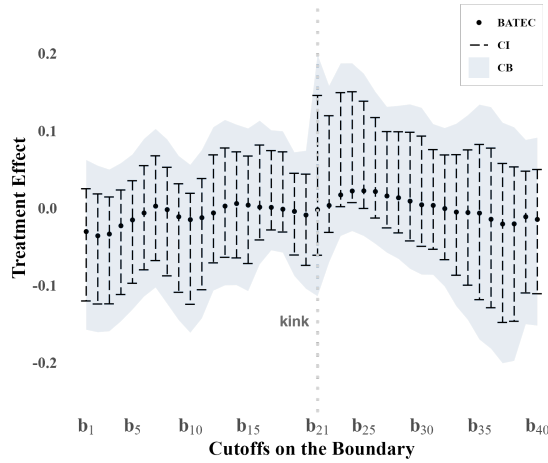 BATEC
CI
CB
Treatment Effect
0.2
0.1
0.0
-0.1
-0.2
kink
b₁ b₅ b₁₀ b₁₅ b₂₁ b₂₅ b₃₀ b₃₅ b₄₀
Cutoffs on the Boundary